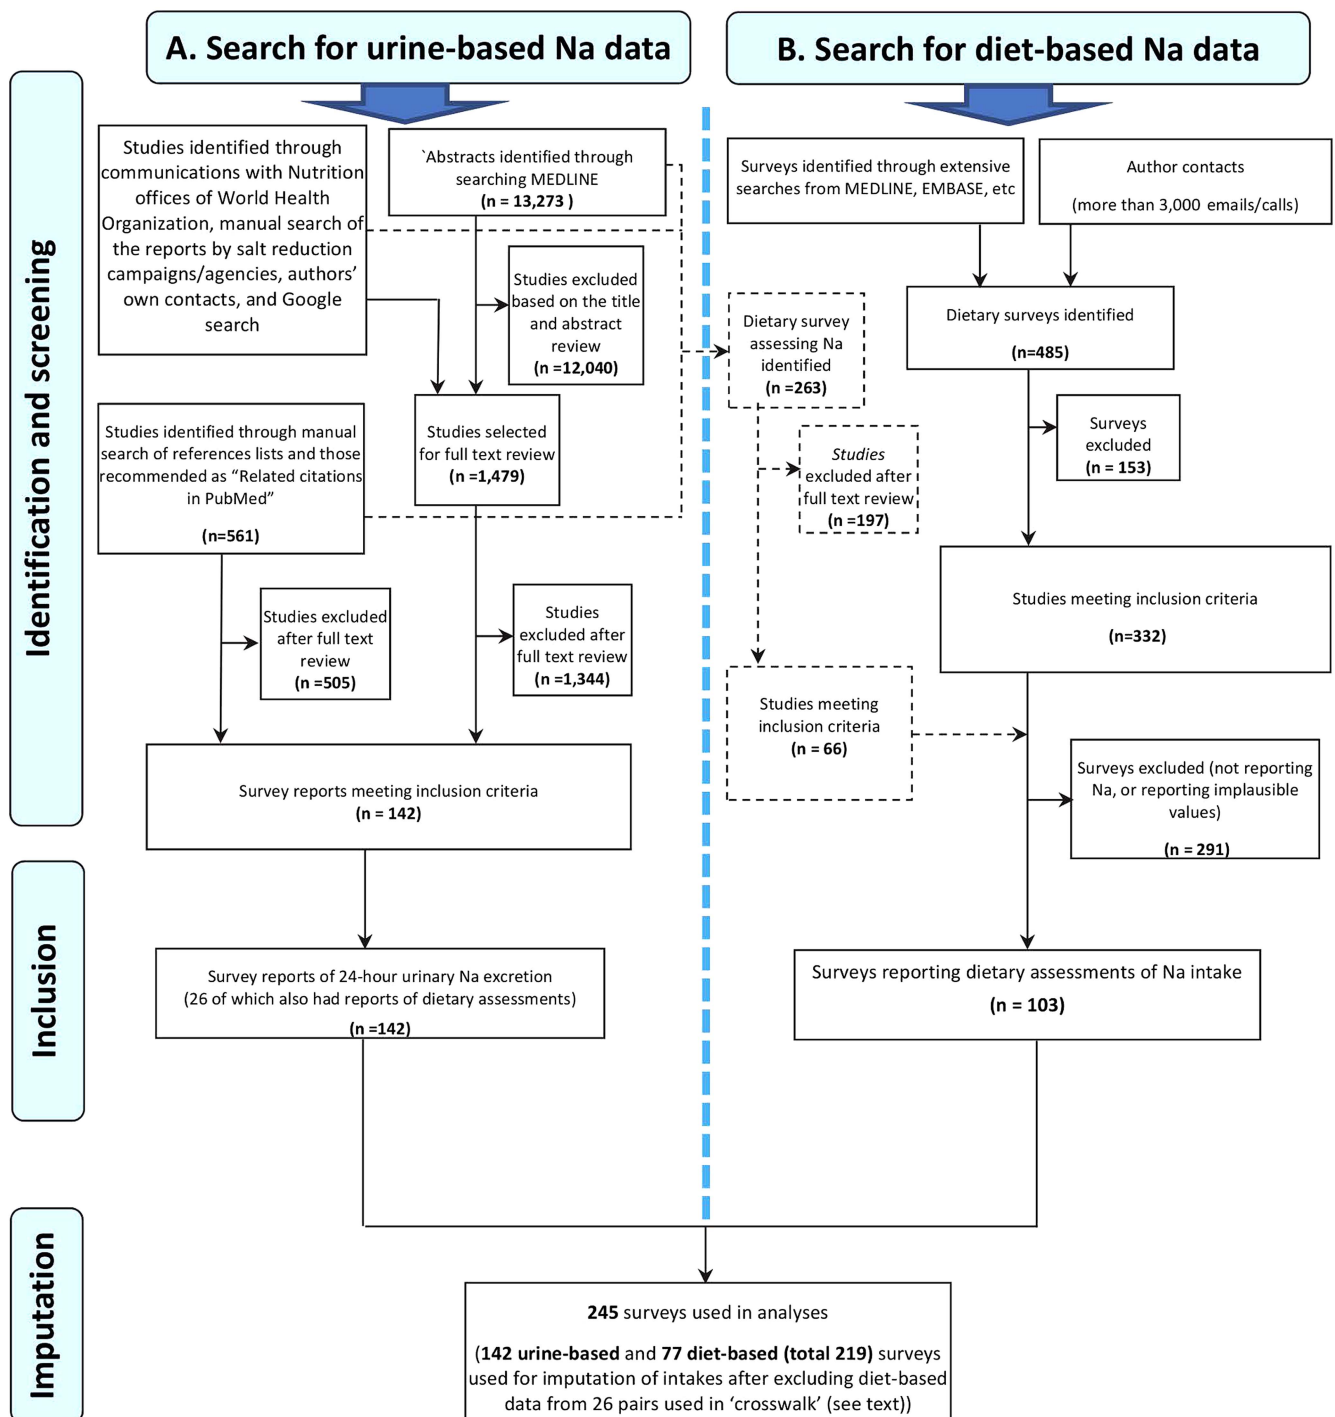 A. Search for urine-based Na data
B. Search for diet-based Na data
Identification and screening
Studies identified through
communications with Nutrition
offices of World Health
Organization, manual search of
the reports by salt reduction
campaigns/agencies, authors’
own contacts, and Google
search
`Abstracts identified through
searching MEDLINE
(n = 13,273 )
Studies excluded
based on the title
and abstract
review
(n =12,040)
Studies identified through manual
search of references lists and those
recommended as “Related citations
in PubMed”
(n=561)
Studies selected
for full text review
(n =1,479)
Studies excluded
after full text
review
(n =505)
Studies
excluded after
full text review
(n =1,344)
Survey reports meeting inclusion criteria
(n = 142)
Surveys identified through extensive
searches from MEDLINE, EMBASE, etc
Author contacts
(more than 3,000 emails/calls)
Dietary survey
assessing Na
identified
(n =263)
Dietary surveys identified
(n=485)
Surveys
excluded
(n = 153)
Studies
excluded after
full text review
(n =197)
Studies meeting inclusion criteria
(n=332)
Studies meeting
inclusion criteria
(n = 66)
Surveys excluded (not reporting
Na, or reporting implausible
values)
(n = 291)
Inclusion
Survey reports of 24-hour urinary Na excretion
(26 of which also had reports of dietary assessments)
(n =142)
Surveys reporting dietary assessments of Na intake
(n = 103)
Imputation
245 surveys used in analyses
(142 urine-based and 77 diet-based (total 219) surveys
used for imputation of intakes after excluding diet-based
data from 26 pairs used in ‘crosswalk’ (see text))